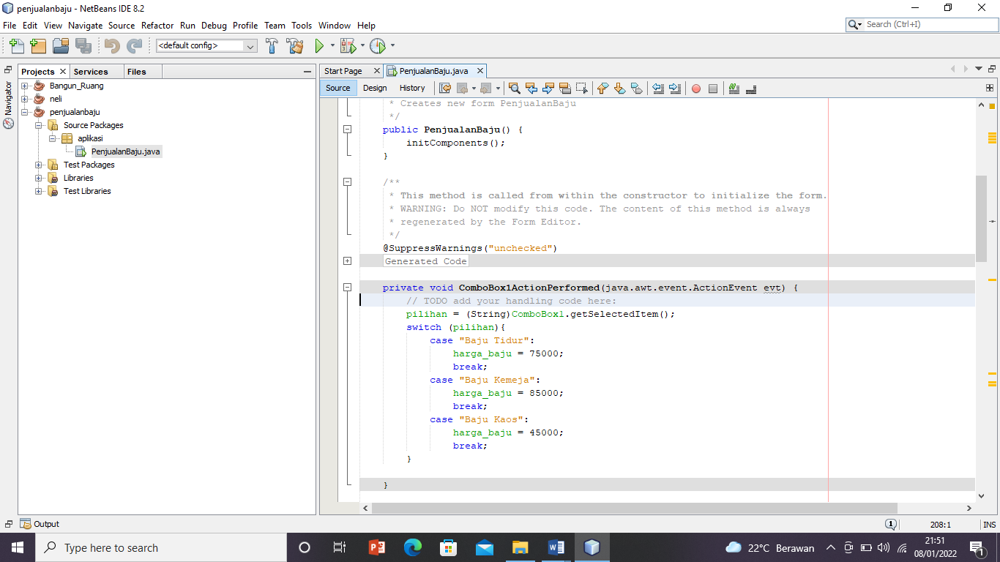 penjualanbaju - NetBeans IDE 8.2
File Edit View Navigate Source Refactor Run Debug Profile Team Tools Window Help
Search (Ctrl+I)
<default config>
Projects Services Files
Start Page PenjualanBaju.java
Navigator
Bangun_Ruang
neli
penjualanbaju
Source Packages
aplikasi
PenjualanBaju.java
Test Packages
Libraries
Test Libraries
Source Design History
* Creates new form PenjualanBaju
*/
public PenjualanBaju() {
initComponents();
}
/**
* This method is called from within the constructor to initialize the form.
* WARNING: Do NOT modify this code. The content of this method is always
* regenerated by the Form Editor.
*/
@SuppressWarnings("unchecked")
Generated Code
private void ComboBox1ActionPerformed(java.awt.event.ActionEvent evt) {
// TODO add your handling code here:
pilihan = (String)ComboBox1.getSelectedItem();
switch (pilihan){
case "Baju Tidur":
harga_baju = 75000;
break;
case "Baju Kemeja":
harga_baju = 85000;
break;
case "Baju Kaos":
harga_baju = 45000;
break;
}
}
Output
1
208:1
INS
Type here to search
22°C Berawan
21:51
08/01/2022
1